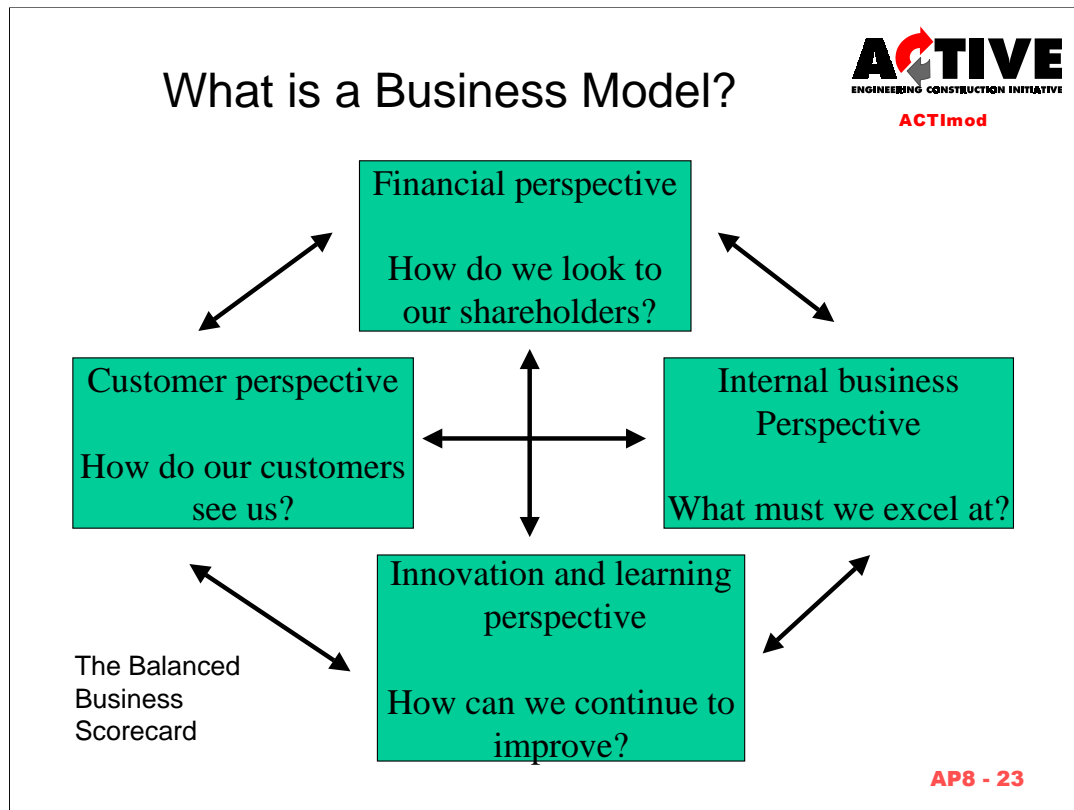 What is a Business Model?
ACTIVE
ENGINEERING CONSTRUCTION INITIATIVE
ACTImod
Financial perspective
How do we look to
our shareholders?
Customer perspective
How do our customers
see us?
Internal business
Perspective
What must we excel at?
Innovation and learning
perspective
How can we continue to
improve?
The Balanced
Business
Scorecard
AP8 - 23